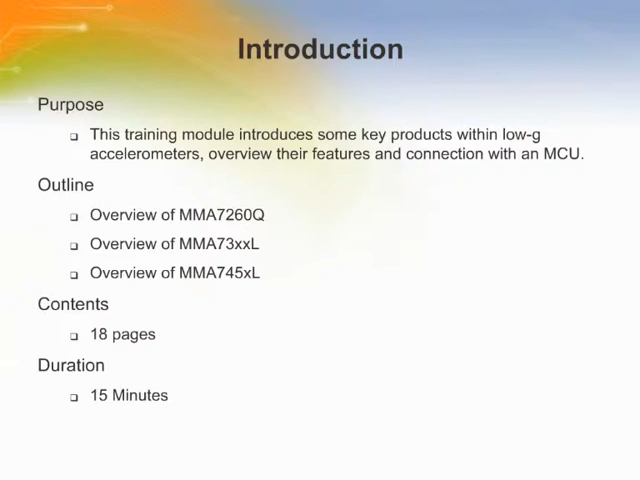 Introduction
Purpose
This training module introduces some key products within low-g
accelerometers, overview their features and connection with an MCU.
Outline
Overview of MMA7260Q
Overview of MMA73xxL
Overview of MMA745xL
Contents
18 pages
Duration
15 Minutes